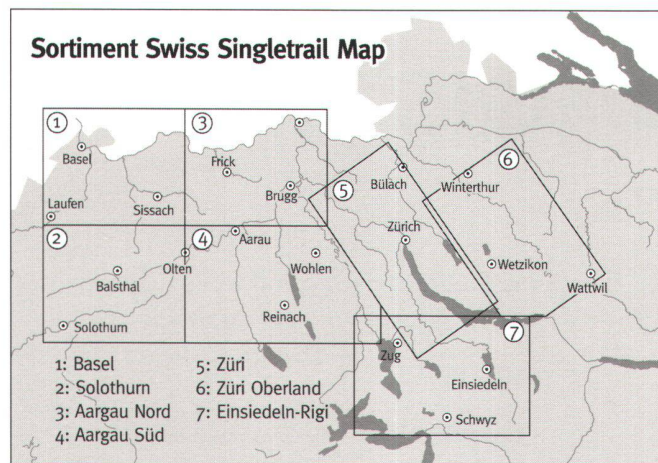 Sortiment Swiss Singletrail Map
1
3
Basel
Frick
6
Laufen
Sissach
Brugg
5
Bülach
Winterthur
2
4
Aarau
Zürich
Olten
Wohlen
Wetzikon
Balsthal
Wattwil
Reinach
Solothurn
7
Zug
1: Basel
2: Solothurn
3: Aargau Nord
4: Aargau Süd
5: Züri
6: Züri Oberland
7: Einsiedeln-Rigi
Einsiedeln
Schwyz